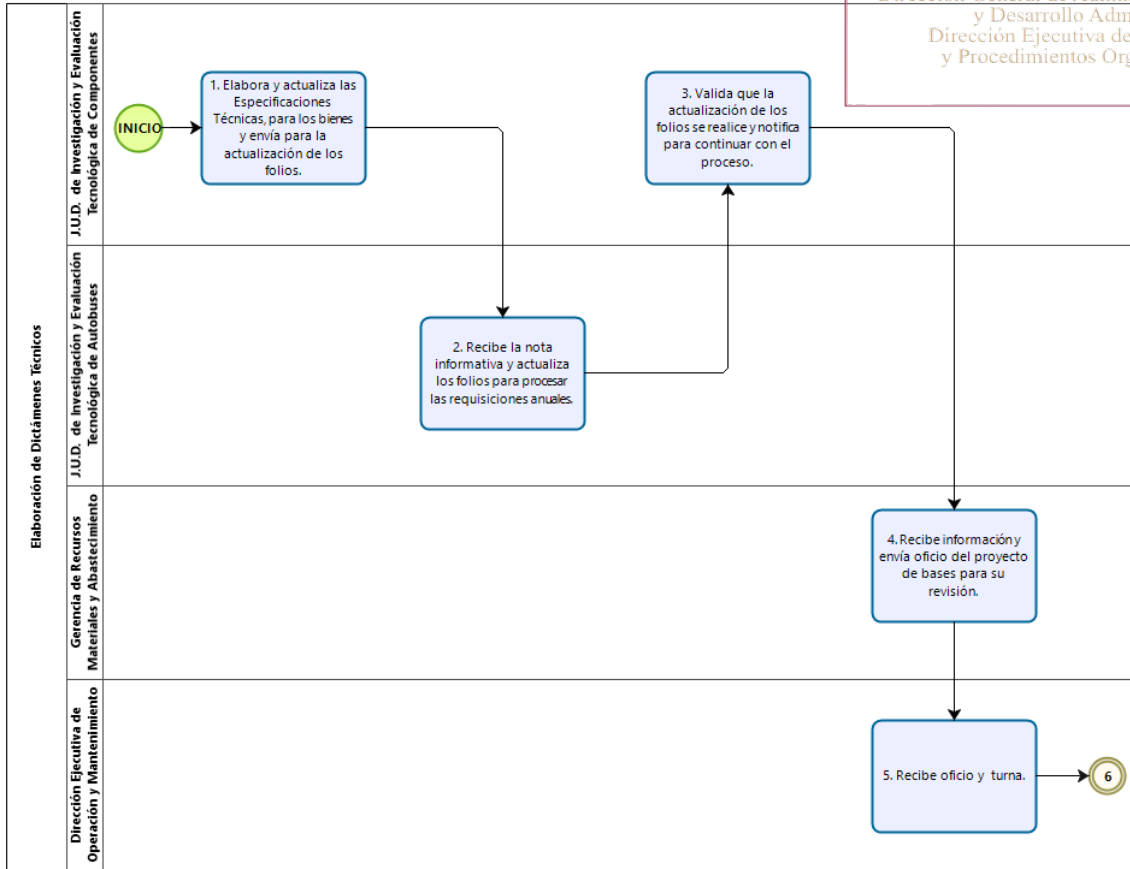 y Desarrollo Adm
Dirección Ejecutiva de
y Procedimientos Org
Elaboración de Dictámenes Técnicos
J.U.D. de Investigación y Evaluación
Tecnológica de Componentes
INICIO
1. Elabora y actualiza las
Especificaciones
Técnicas, para los bienes
y envía para la
actualización de los
folios.
3. Valida que la
actualización de los
folios se realice y notifica
para continuar con el
proceso.
J.U.D. de Investigación y Evaluación
Tecnológica de Autobuses
2. Recibe la nota
informativa y actualiza
los folios para procesar
las requisiciones anuales.
Gerencia de Recursos
Materiales y Abastecimiento
4. Recibe información y
envía oficio del proyecto
de bases para su
revisión.
Dirección Ejecutiva de
Operación y Mantenimiento
5. Recibe oficio y turna.
6